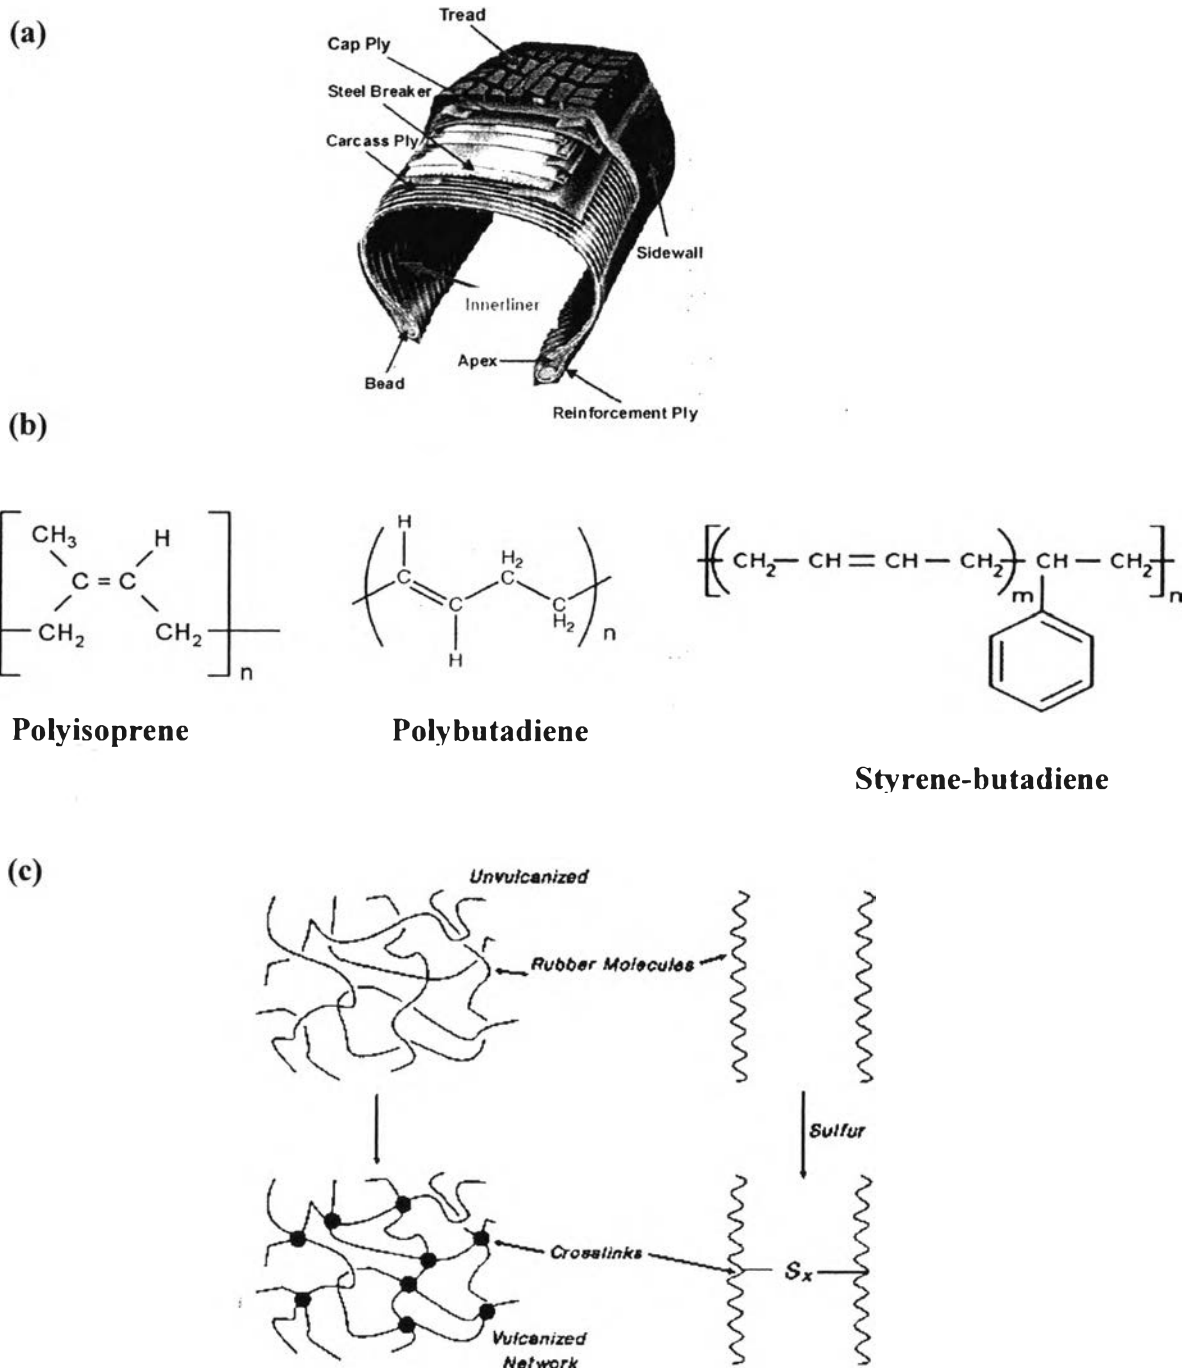 (a)
Tread
Cap Ply
Steel Breaker
Carcass Ply
Sidewall
Innerliner
Apex
Bead
Reinforcement Ply
(b)
CH3 H
C = C
CH2 CH2
n
H
C H2
C C
H H2
n
CH2 — CH = CH — CH2 CH — CH2
m n
Polyisoprene
Polybutadiene
Styrene-butadiene
(c)
Unvulcanized
Rubber Molecules
Sulfur
Crosslinks
Sx
Vulcanized
Network